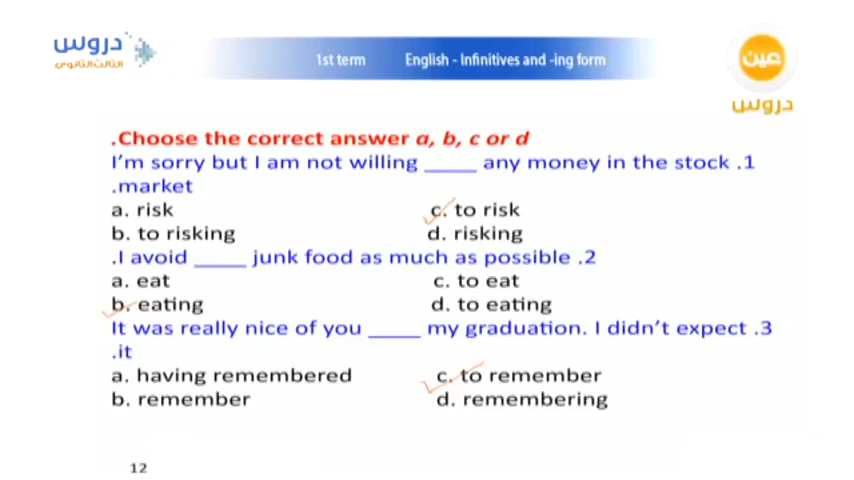 دروس
الثالث الثانوي
1st term English - Infinitives and -ing form
عين
دروس
.Choose the correct answer a, b, c or d
I'm sorry but I am not willing _____ any money in the stock .1
.market
a. risk c. to risk
b. to risking d. risking
.I avoid _____ junk food as much as possible .2
a. eat c. to eat
b. eating d. to eating
It was really nice of you _____ my graduation. I didn't expect .3
.it
a. having remembered c. to remember
b. remember d. remembering
12